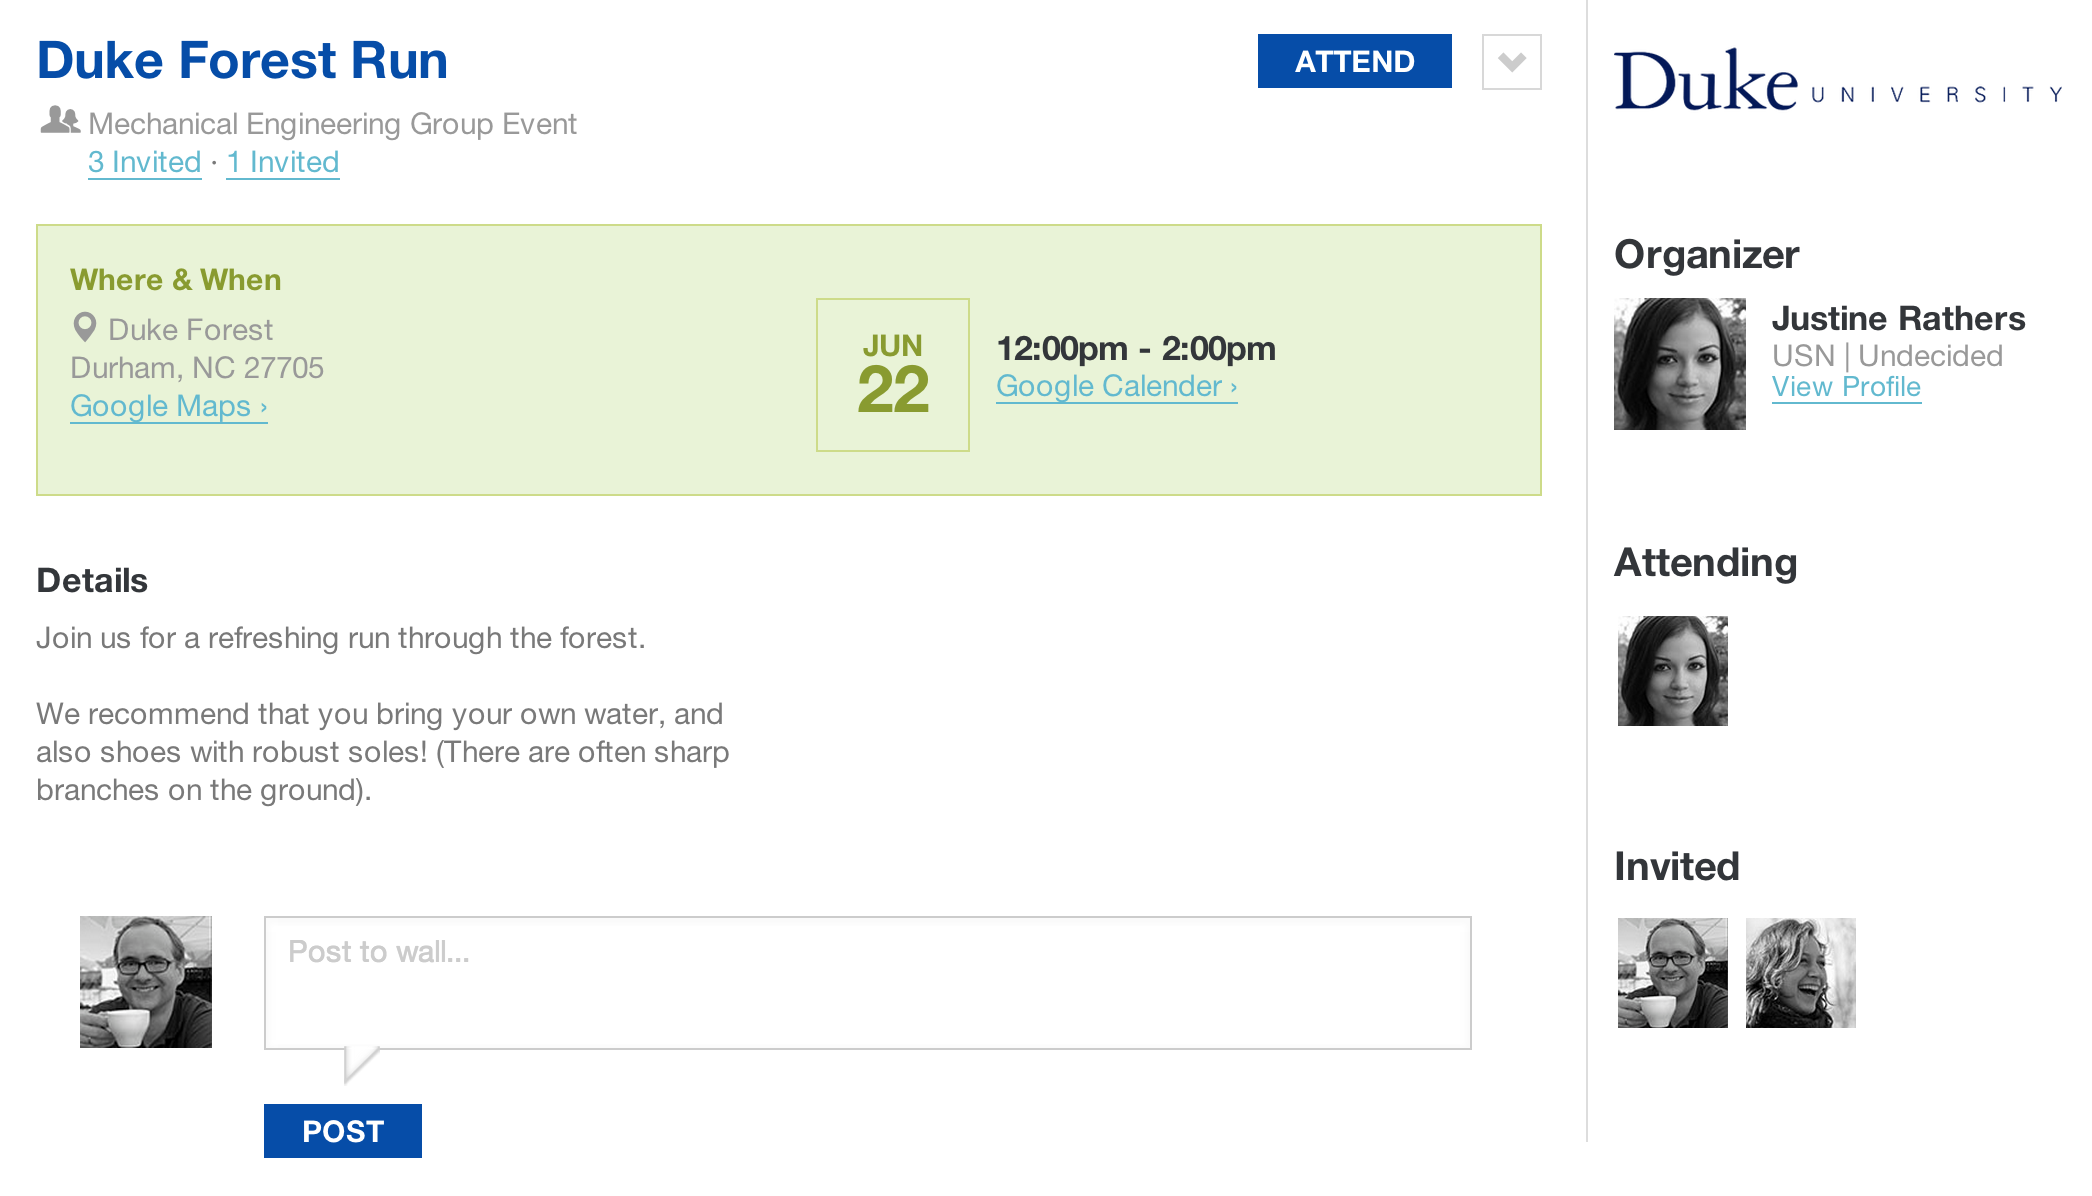 Duke Forest Run
ATTEND
Mechanical Engineering Group Event
3 Invited · 1 Invited
Where & When
Duke Forest
Durham, NC 27705
Google Maps ›
JUN
22
12:00pm - 2:00pm
Google Calender ›
Details
Join us for a refreshing run through the forest.
We recommend that you bring your own water, and
also shoes with robust soles! (There are often sharp
branches on the ground).
Post to wall...
POST
Duke UNIVERSITY
Organizer
Justine Rathers
USN | Undecided
View Profile
Attending
Invited